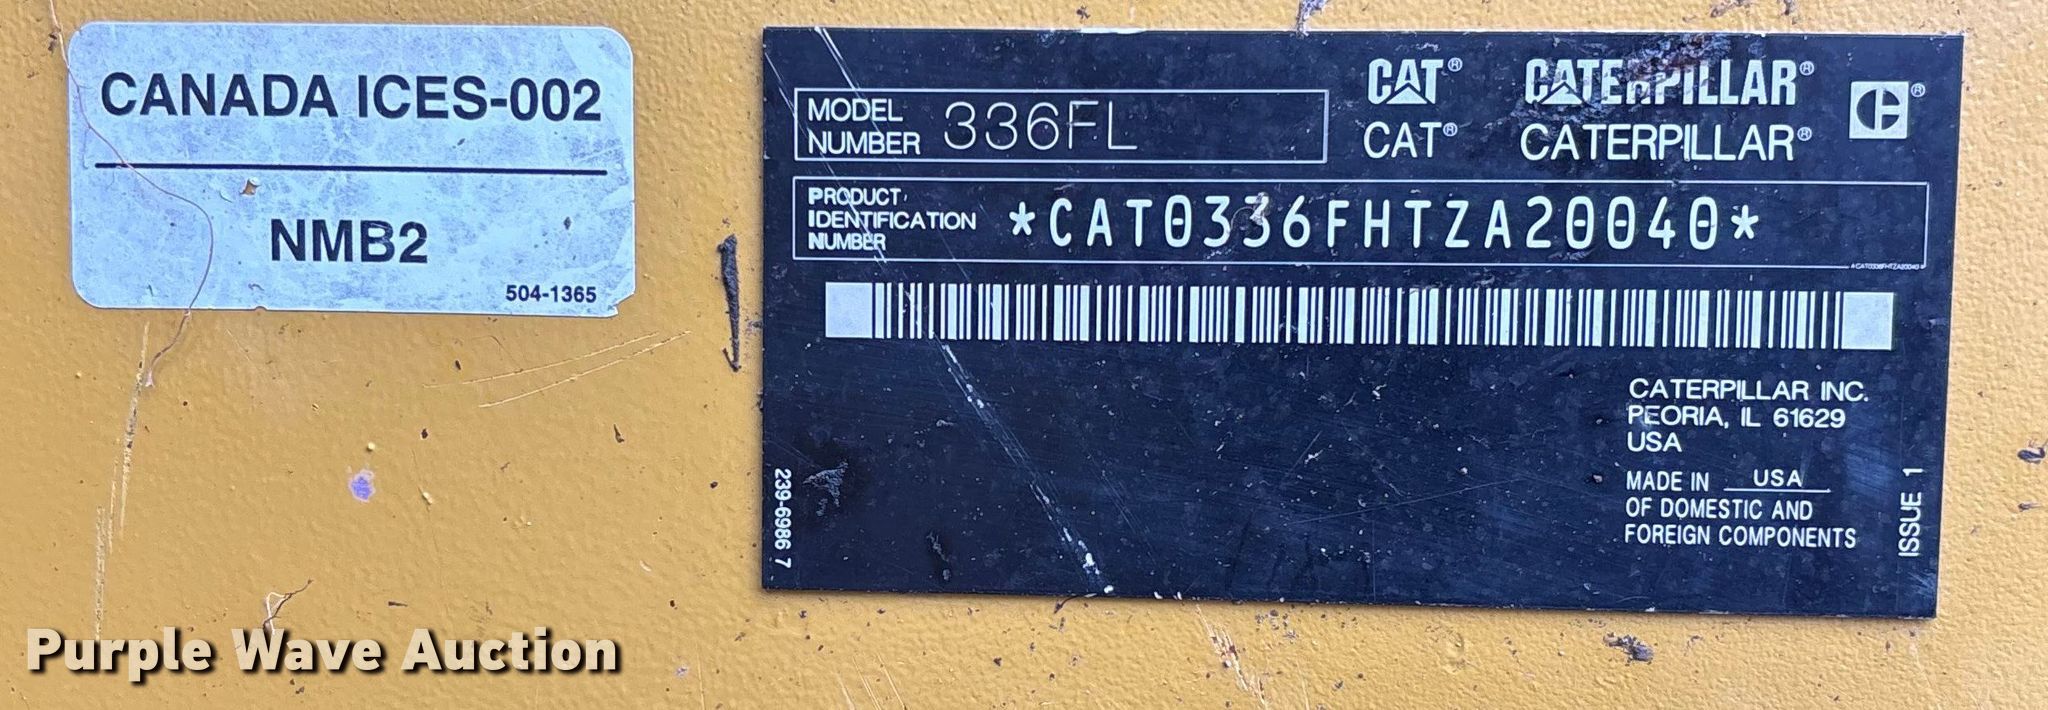 CANADA ICES-002
NMB2
504-1365
MODEL
NUMBER 336FL
CAT® CATERPILLAR®
CAT® CATERPILLAR®
PRODUCT
IDENTIFICATION
NUMBER
*CAT0336FHTZA20040*
*CAT0336FHTZA20040*
CATERPILLAR INC.
PEORIA, IL 61629
USA
MADE IN USA
OF DOMESTIC AND
FOREIGN COMPONENTS
239-6986 7
ISSUE 1
Purple Wave Auction